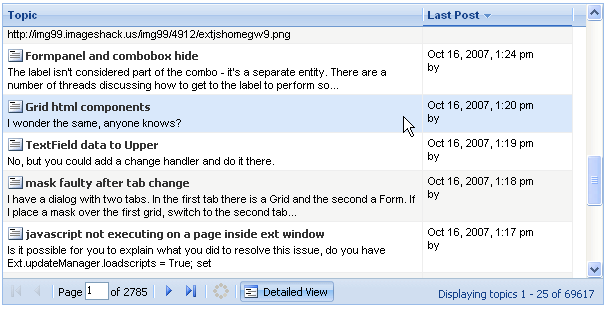 Topic Last Post
http://img99.imageshack.us/img99/4912/extjshomegw9.png
Formpanel and combobox hide Oct 16, 2007, 1:24 pm
The label isn't considered part of the combo - it's a separate entity. There are a by
number of threads discussing how to get to the label to perform so...
Grid html components Oct 16, 2007, 1:20 pm
I wonder the same, anyone knows? by
TextField data to Upper Oct 16, 2007, 1:19 pm
No, but you could add a change handler and do it there. by
mask faulty after tab change Oct 16, 2007, 1:18 pm
I have a dialog with two tabs. In the first tab there is a Grid and the second a Form. If by
I place a mask over the first grid, switch to the second tab...
javascript not executing on a page inside ext window Oct 16, 2007, 1:17 pm
Is it possible for you to explain what you did to resolve this issue, do you have by
Ext.updateManager.loadscripts = True; set
Page 1 of 2785 Detailed View Displaying topics 1 - 25 of 69617